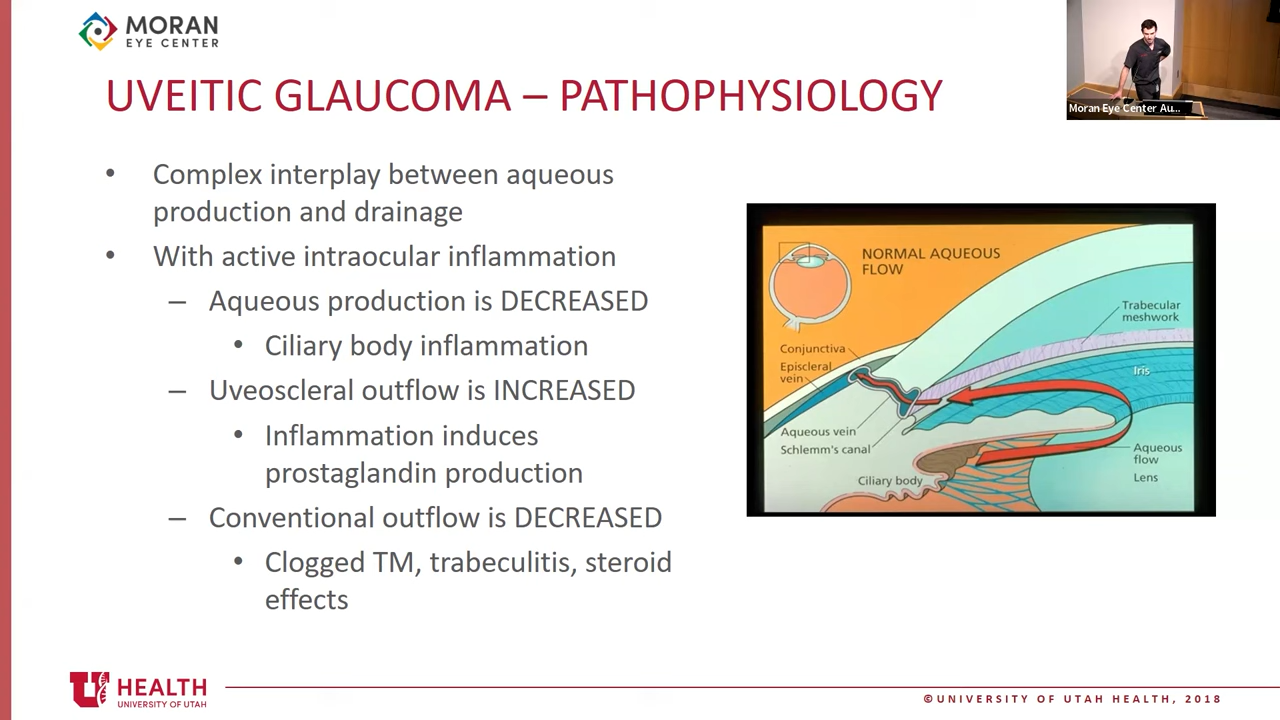 MORAN
EYE CENTER
Moran Eye Center Au...
UVEITIC GLAUCOMA – PATHOPHYSIOLOGY
• Complex interplay between aqueous
production and drainage
• With active intraocular inflammation
– Aqueous production is DECREASED
• Ciliary body inflammation
– Uveoscleral outflow is INCREASED
• Inflammation induces
prostaglandin production
– Conventional outflow is DECREASED
• Clogged TM, trabeculitis, steroid
effects
NORMAL AQUEOUS
FLOW
Trabecular
meshwork
Conjunctiva
Episcleral
vein
Iris
Aqueous vein
Schlemm's canal
Aqueous
flow
Lens
Ciliary body
U HEALTH
UNIVERSITY OF UTAH
©UNIVERSITY OF UTAH HEALTH, 2018